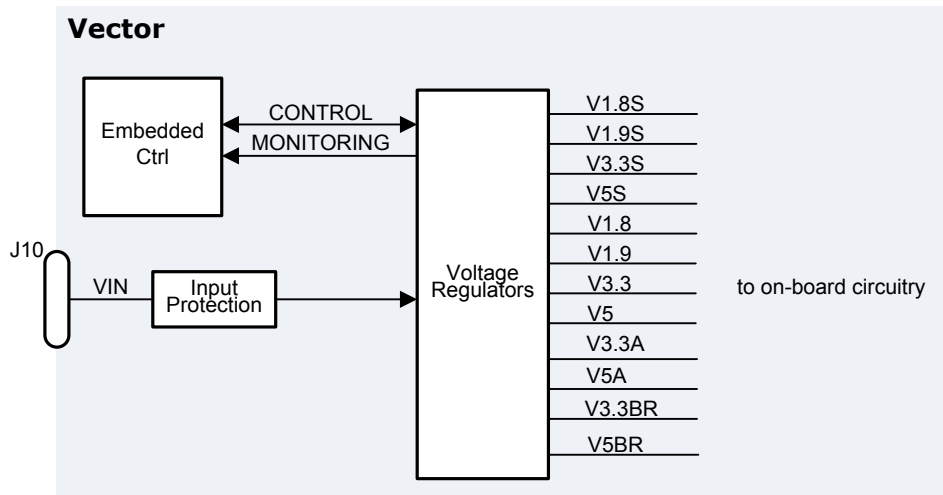 Vector
Embedded
Ctrl
CONTROL
MONITORING
J10
VIN
Input
Protection
Voltage
Regulators
V1.8S
V1.9S
V3.3S
V5S
V1.8
V1.9
V3.3
V5
V3.3A
V5A
V3.3BR
V5BR
to on-board circuitry